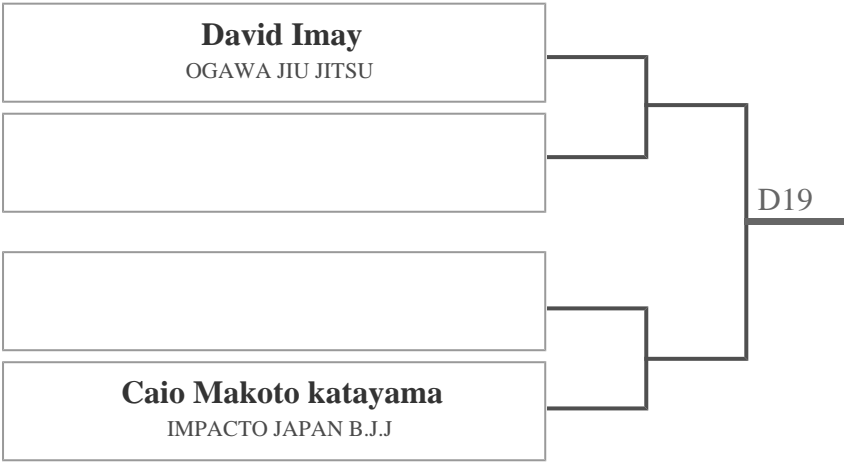 David Imay
OGAWA JIU JITSU
D19
Caio Makoto katayama
IMPACTO JAPAN B.J.J